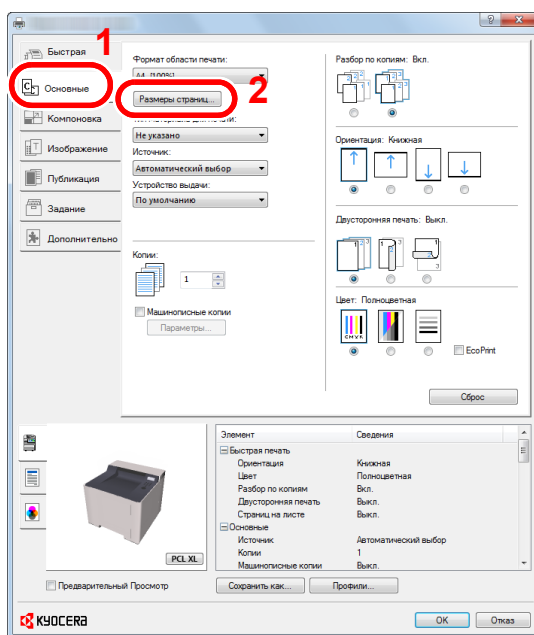 1
Быстрая
Основные
Компоновка
Изображение
Публикация
Задание
Дополнительно
Формат области печати:
A4 [100%]
Размеры страниц...
2
Не указано
Источник:
Автоматический выбор
Устройство выдачи:
По умолчанию
Копии:
1
Машинописные копии
Параметры...
Разбор по копиям: Вкл.
Ориентация: Книжная
Двусторонняя печать: Выкл.
Цвет: Полноцветная
CMYK
EcoPrint
Сброс
PCL XL
Предварительный Просмотр
Элемент Сведения
Быстрая печать
Ориентация Книжная
Цвет Полноцветная
Разбор по копиям Вкл.
Двусторонняя печать Выкл.
Страниц на листе Выкл.
Основные
Источник Автоматический выбор
Копии 1
Машинописные копии Выкл.
Сохранить как... Профили...
KYOCERA
OK Отказ